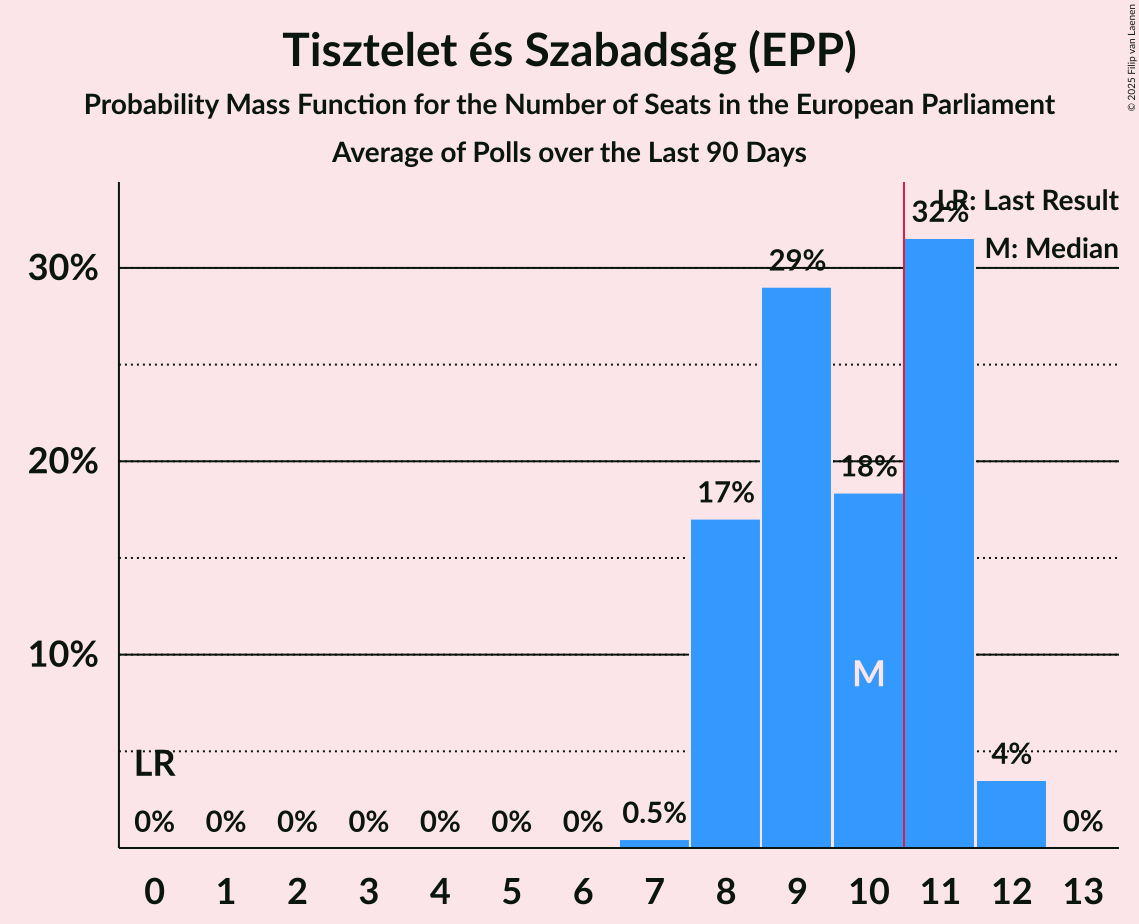 Tisztelet és Szabadság (EPP)
Probability Mass Function for the Number of Seats in the European Parliament
Average of Polls over the Last 90 Days
© 2025 Filip van Laenen
LR: Last Result
M: Median
30%
20%
10%
32%
29%
18%
17%
M
LR
4%
0% 0% 0% 0% 0% 0% 0% 0.5% 0%
0 1 2 3 4 5 6 7 8 9 10 11 12 13